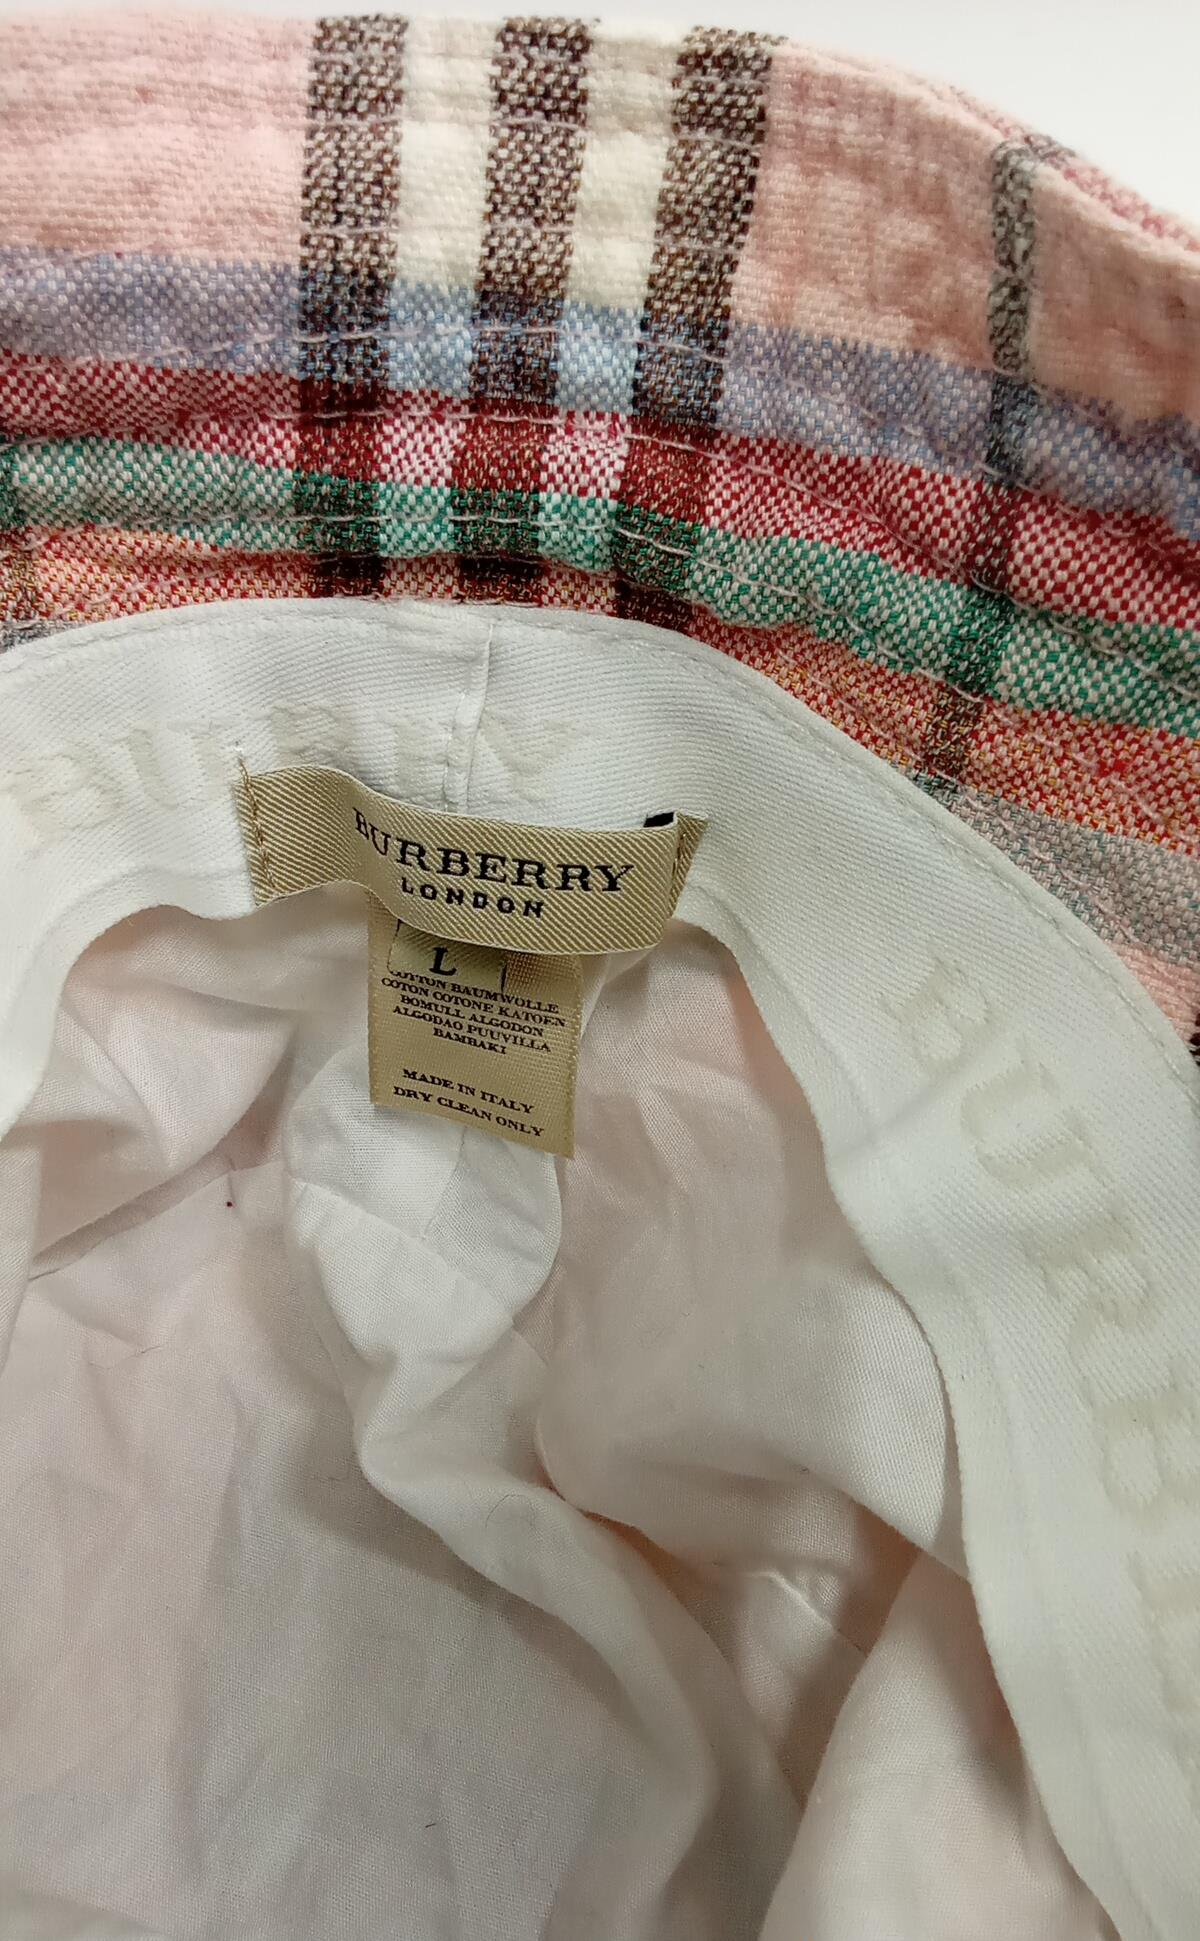 BURBERRY
LONDON
L
COTTON BAUMWOLLE
COTON COTONE KATOEN
BOMULL ALGODON
ALGODAO PUUVILLA
BAMBAKI
MADE IN ITALY
DRY CLEAN ONLY